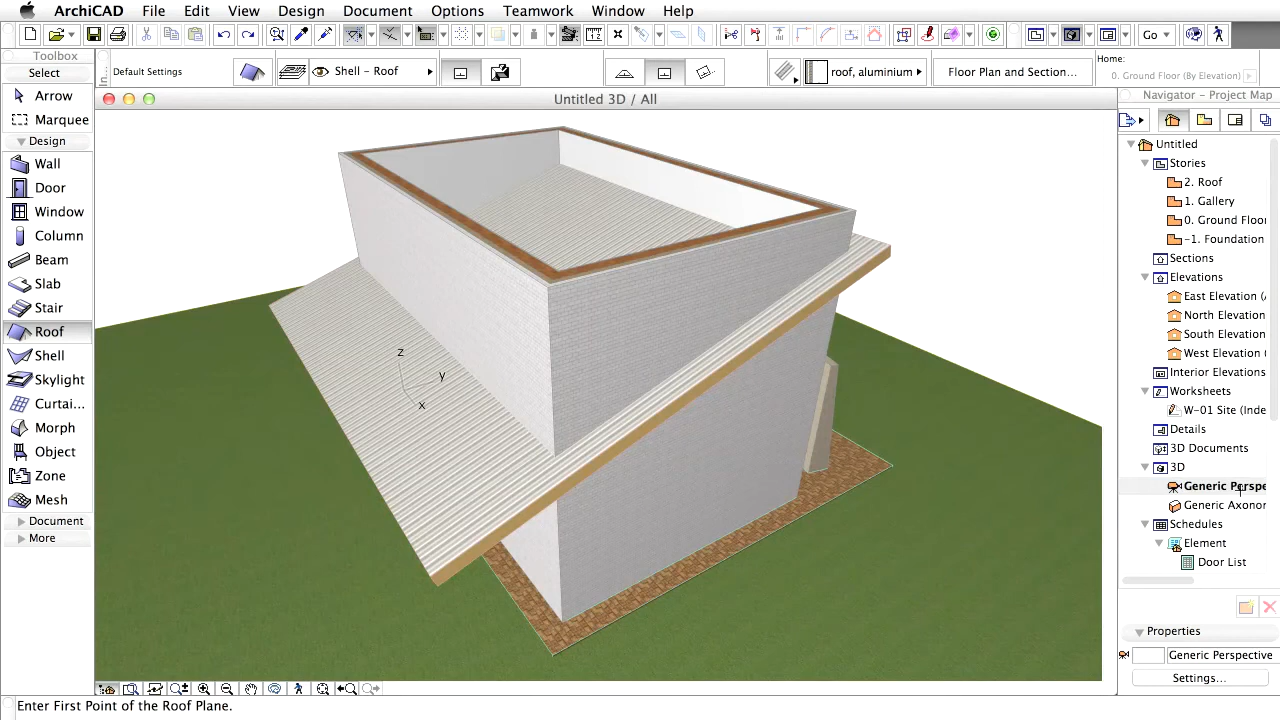 ArchiCAD File Edit View Design Document Options Teamwork Window Help
Go
Toolbox
Default Settings
Shell - Roof
roof, aluminium
Floor Plan and Section...
Home:
0. Ground Floor (By Elevation)
Select
Arrow
Marquee
Design
Wall
Door
Window
Column
Beam
Slab
Stair
Roof
Shell
Skylight
Curtai...
Morph
Object
Zone
Mesh
Document
More
Untitled 3D / All
z
y
x
Navigator - Project Map
Untitled
Stories
2. Roof
1. Gallery
0. Ground Floo
-1. Foundation
Sections
Elevations
East Elevation (
North Elevation
South Elevation
West Elevation
Interior Elevations
Worksheets
W-01 Site (Inde
Details
3D Documents
3D
Generic Perspe
Generic Axonor
Schedules
Element
Door List
Properties
Generic Perspective
Settings...
Enter First Point of the Roof Plane.